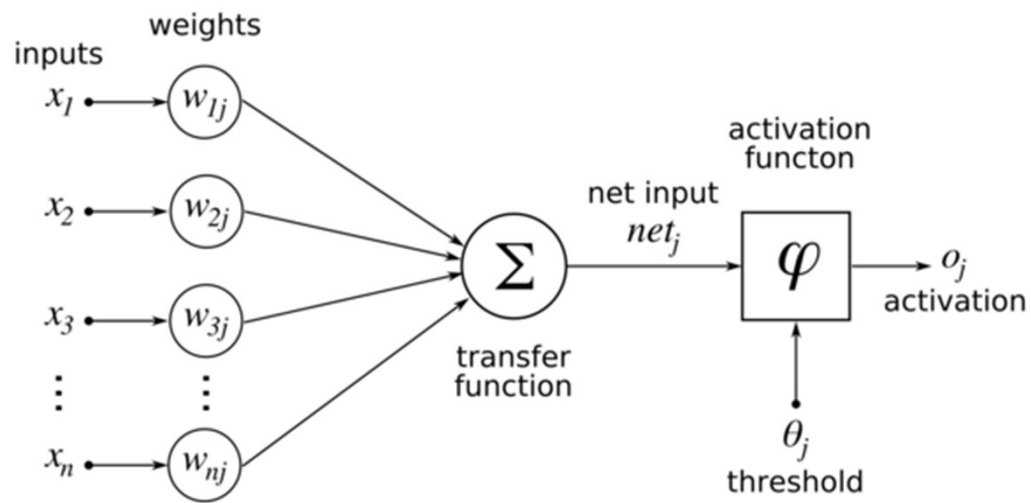 weights
inputs
x₁
w₁ⱼ
x₂
w₂ⱼ
x₃
w₃ⱼ
⋮ ⋮
xₙ
wₙⱼ
Σ
transfer
function
net input
netⱼ
activation
functon
φ
oⱼ
activation
θⱼ
threshold